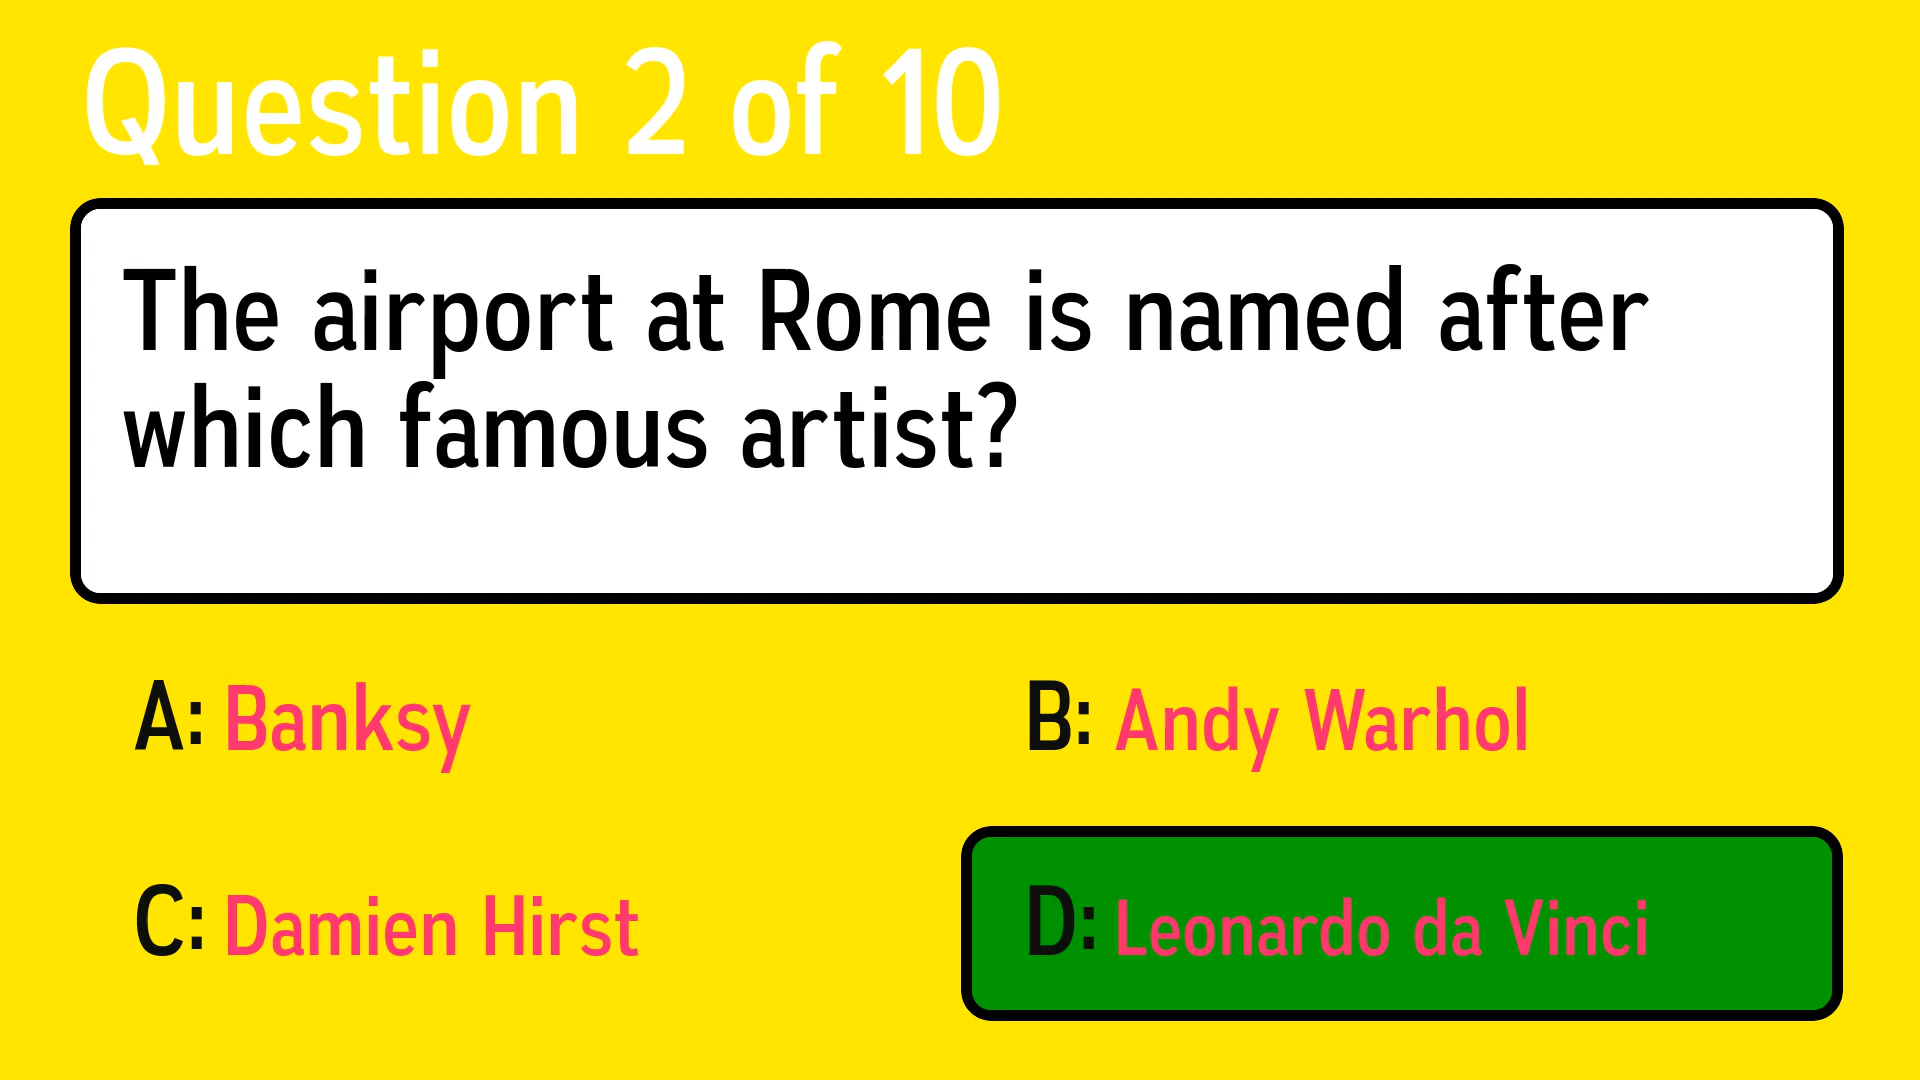 Question 2 of 10
The airport at Rome is named after
which famous artist?
A: Banksy
B: Andy Warhol
C: Damien Hirst
D: Leonardo da Vinci